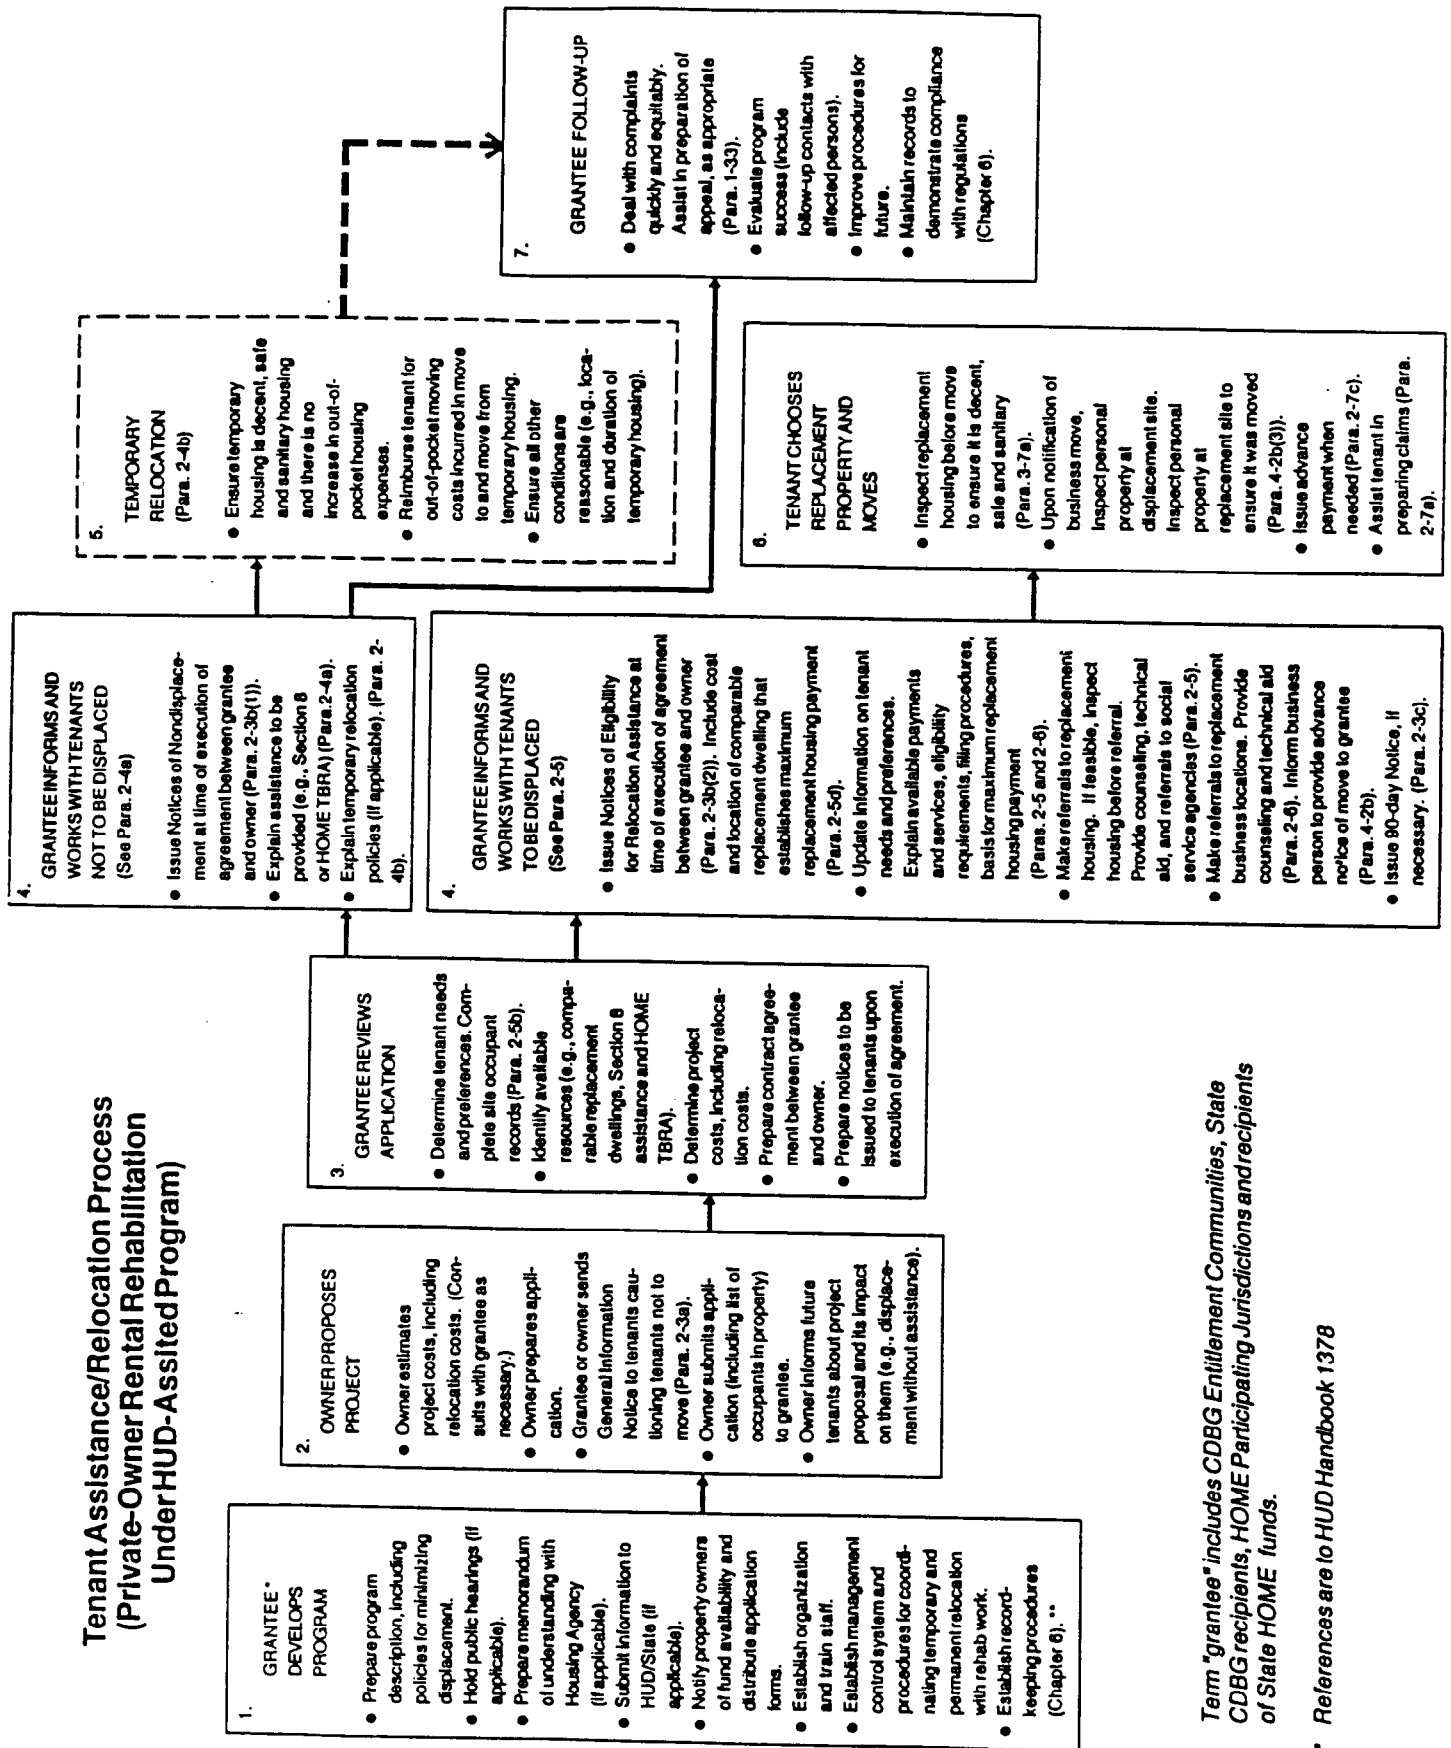 Tenant Assistance/Relocation Process
(Private-Owner Rental Rehabilitation
Under HUD-Assited Program)
1.
GRANTEE*
DEVELOPS
PROGRAM
● Prepare program
description, including
policies for minimizing
displacement.
● Hold public hearings (if
applicable).
● Prepare memorandum
of understanding with
Housing Agency
(if applicable).
● Submit information to
HUD/State (if
applicable).
● Notify property owners
of fund availability and
distribute application
forms.
● Establish organization
and train staff.
● Establish management
control system and
procedures for coordi-
nating temporary and
permanent relocation
with rehab work.
● Establish record-
keeping procedures
(Chapter 6). **
2.
OWNER PROPOSES
PROJECT
● Owner estimates
project costs, including
relocation costs. (Con-
sults with grantee as
necessary.)
● Owner prepares appli-
cation.
● Grantee or owner sends
General Information
Notice to tenants cau-
tioning tenants not to
move (Para. 2-3a).
● Owner submits appli-
cation (including list of
occupants in property)
to grantee.
● Owner informs future
tenants about project
proposal and its impact
on them (e.g., displace-
ment without assistance).
3.
GRANTEE REVIEWS
APPLICATION
● Determine tenant needs
and preferences. Com-
plete site occupant
records (Para. 2-5b).
● Identify available
resources (e.g., compa-
rable replacement
dwellings, Section 8
assistance and HOME
TBRA).
● Determine project
costs, including reloca-
tion costs.
● Prepare contract agree-
ment between grantee
and owner.
● Prepare notices to be
issued to tenants upon
execution of agreement.
4.
GRANTEE INFORMS AND
WORKS WITH TENANTS
NOT TO BE DISPLACED
(See Para. 2-4a)
● Issue Notices of Nondisplace-
ment at time of execution of
agreement between grantee
and owner (Para. 2-3b(1)).
● Explain assistance to be
provided (e.g., Section 8
or HOME TBRA) (Para. 2-4a).
● Explain temporary relocation
policies (if applicable). (Para. 2-
4b).
4.
GRANTEE INFORMS AND
WORKS WITH TENANTS
TO BE DISPLACED
(See Para. 2-5)
● Issue Notices of Eligibility
for Relocation Assistance at
time of execution of agreement
between grantee and owner
(Para. 2-3b(2)). Include cost
and location of comparable
replacement dwelling that
establishes maximum
replacement housing payment
(Para. 2-5d).
● Update information on tenant
needs and preferences.
Explain available payments
and services, eligibility
requirements, filling procedures,
basis for maximum replacement
housing payment
(Paras. 2-5 and 2-6).
● Make referrals to replacement
housing. If feasible, inspect
housing before referral.
Provide counseling, technical
aid, and referrals to social
service agencies (Para. 2-5).
● Make referrals to replacement
business locations. Provide
counseling and technical aid
(Para. 2-6). Inform business
person to provide advance
notice of move to grantee
(Para. 4-2b).
● Issue 90-day Notice, if
necessary. (Para. 2-3c).
5.
TEMPORARY
RELOCATION
(Para. 2-4b)
● Ensure temporary
housing is decent, safe
and sanitary housing
and there is no
increase in out-of-
pocket housing
expenses.
● Reimburse tenant for
out-of-pocket moving
costs incurred in move
to and move from
temporary housing.
● Ensure all other
conditions are
reasonable (e.g., loca-
tion and duration of
temporary housing).
6.
TENANT CHOOSES
REPLACEMENT
PROPERTY AND
MOVES
● Inspect replacement
housing before move
to ensure it is decent,
safe and sanitary
(Para. 3-7a).
● Upon notification of
business move,
inspect personal
property at
displacement site.
Inspect personal
property at
replacement site to
ensure it was moved
(Para. 4-2b(3)).
● Issue advance
payment when
needed (Para. 2-7c).
● Assist tenant in
preparing claims (Para.
2-7a).
7.
GRANTEE FOLLOW-UP
● Deal with complaints
quickly and equitably.
Assist in preparation of
appeal, as appropriate
(Para. 1-33).
● Evaluate program
success (include
follow-up contacts with
affected persons).
● Improve procedures for
future.
● Maintain records to
demonstrate compliance
with regulations
(Chapter 6).
Term "grantee" includes CDBG Entitlement Communities, State
CDBG recipients, HOME Participating Jurisdictions and recipients
of State HOME funds.
* References are to HUD Handbook 1378